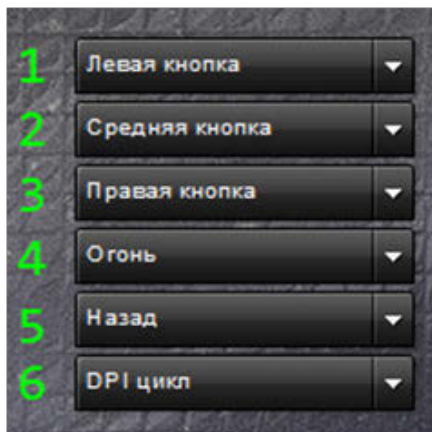 1 Левая кнопка
2 Средняя кнопка
3 Правая кнопка
4 Огонь
5 Назад
6 DPI цикл